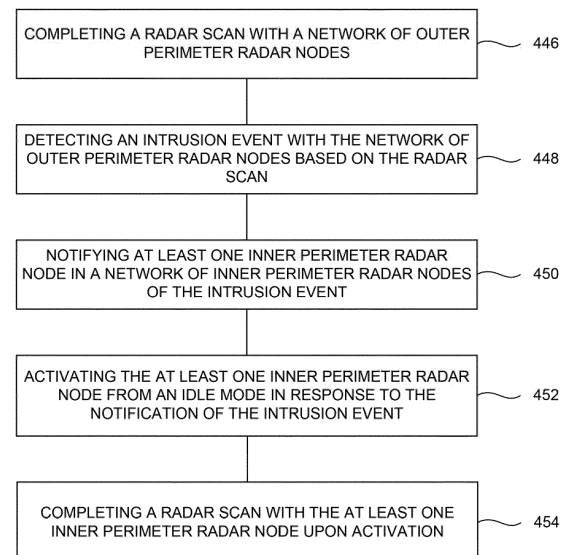 COMPLETING A RADAR SCAN WITH A NETWORK OF OUTER
PERIMETER RADAR NODES
446
DETECTING AN INTRUSION EVENT WITH THE NETWORK OF
OUTER PERIMETER RADAR NODES BASED ON THE RADAR
SCAN
448
NOTIFYING AT LEAST ONE INNER PERIMETER RADAR
NODE IN A NETWORK OF INNER PERIMETER RADAR NODES
OF THE INTRUSION EVENT
450
ACTIVATING THE AT LEAST ONE INNER PERIMETER RADAR
NODE FROM AN IDLE MODE IN RESPONSE TO THE
NOTIFICATION OF THE INTRUSION EVENT
452
COMPLETING A RADAR SCAN WITH THE AT LEAST ONE
INNER PERIMETER RADAR NODE UPON ACTIVATION
454